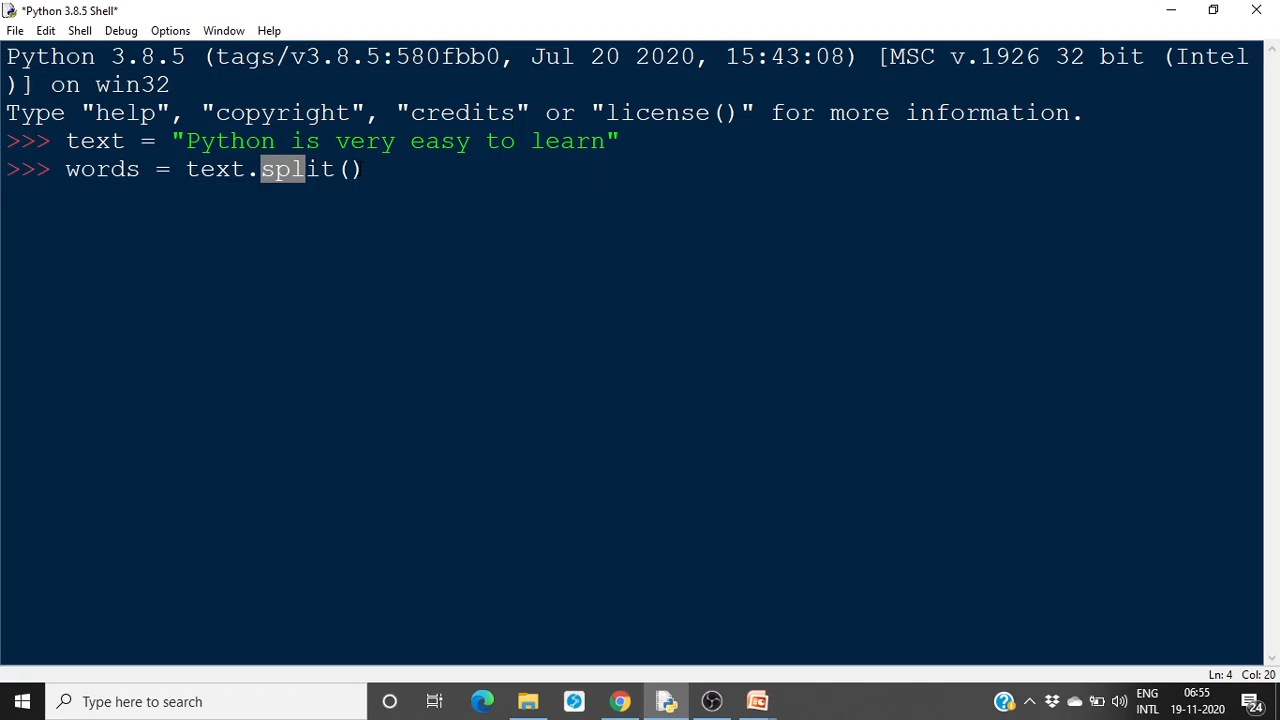 *Python 3.8.5 Shell*
File Edit Shell Debug Options Window Help
Python 3.8.5 (tags/v3.8.5:580fbb0, Jul 20 2020, 15:43:08) [MSC v.1926 32 bit (Intel
)] on win32
Type "help", "copyright", "credits" or "license()" for more information.
>>> text = "Python is very easy to learn"
>>> words = text.split()
Ln: 4 Col: 20
Type here to search
ENG
INTL
06:55
19-11-2020
24